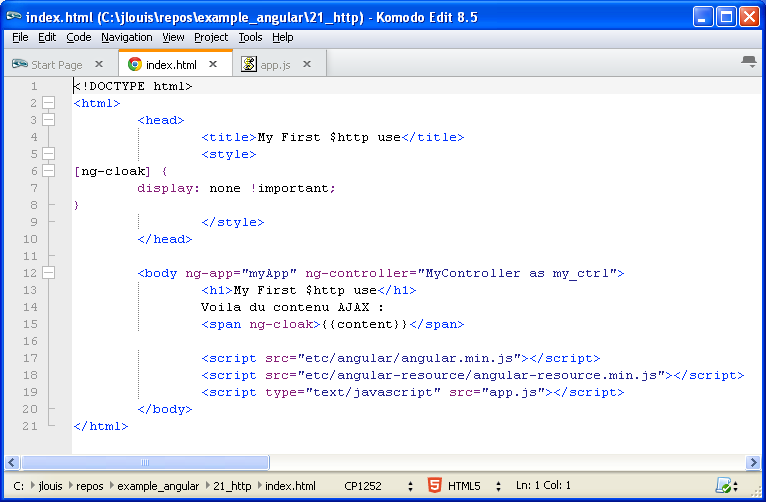 index.html (C:\jlouis\repos\example_angular\21_http) - Komodo Edit 8.5
File Edit Code Navigation View Project Tools Help
Start Page index.html app.js
1 <!DOCTYPE html>
2 <html>
3 <head>
4 <title>My First $http use</title>
5 <style>
6 [ng-cloak] {
7 display: none !important;
8 }
9 </style>
10 </head>
11
12 <body ng-app="myApp" ng-controller="MyController as my_ctrl">
13 <h1>My First $http use</h1>
14 Voila du contenu AJAX :
15 <span ng-cloak>{{content}}</span>
16
17 <script src="etc/angular/angular.min.js"></script>
18 <script src="etc/angular-resource/angular-resource.min.js"></script>
19 <script type="text/javascript" src="app.js"></script>
20 </body>
21 </html>
C: jlouis repos example_angular 21_http index.html CP1252 HTML5 Ln: 1 Col: 1